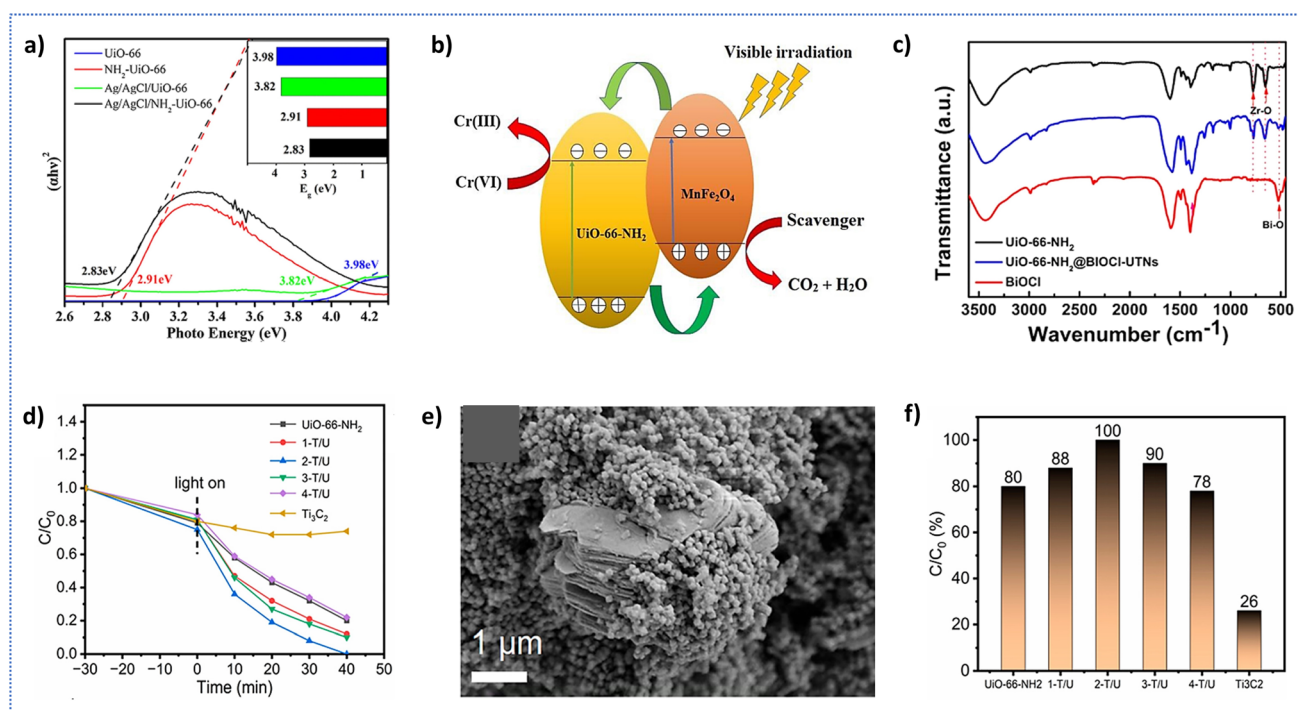 a)
UiO-66
NH₂-UiO-66
Ag/AgCl/UiO-66
Ag/AgCl/NH₂-UiO-66
3.98
3.82
2.91
2.83
4 3 2 1 0
E_g (eV)
(αhν)²
2.83eV
2.91eV
3.82eV
3.98eV
2.6 2.8 3.0 3.2 3.4 3.6 3.8 4.0 4.2
Photo Energy (eV)
b)
Visible irradiation
Cr(III)
Cr(VI)
UiO-66-NH₂
MnFe₂O₄
Scavenger
CO₂ + H₂O
c)
Transmittance (a.u.)
Zr-O
Bi-O
UiO-66-NH₂
UiO-66-NH₂@BIOCl-UTNs
BiOCl
3500 3000 2500 2000 1500 1000 500
Wavenumber (cm⁻¹)
d)
UiO-66-NH₂
1-T/U
2-T/U
3-T/U
4-T/U
Ti₃C₂
light on
C/C₀
1.4
1.2
1.0
0.8
0.6
0.4
0.2
0.0
-30 -20 -10 0 10 20 30 40 50
Time (min)
e)
1 μm
f)
C/C₀ (%)
100
80
60
40
20
0
80
88
100
90
78
26
UiO-66-NH2 1-T/U 2-T/U 3-T/U 4-T/U Ti3C2